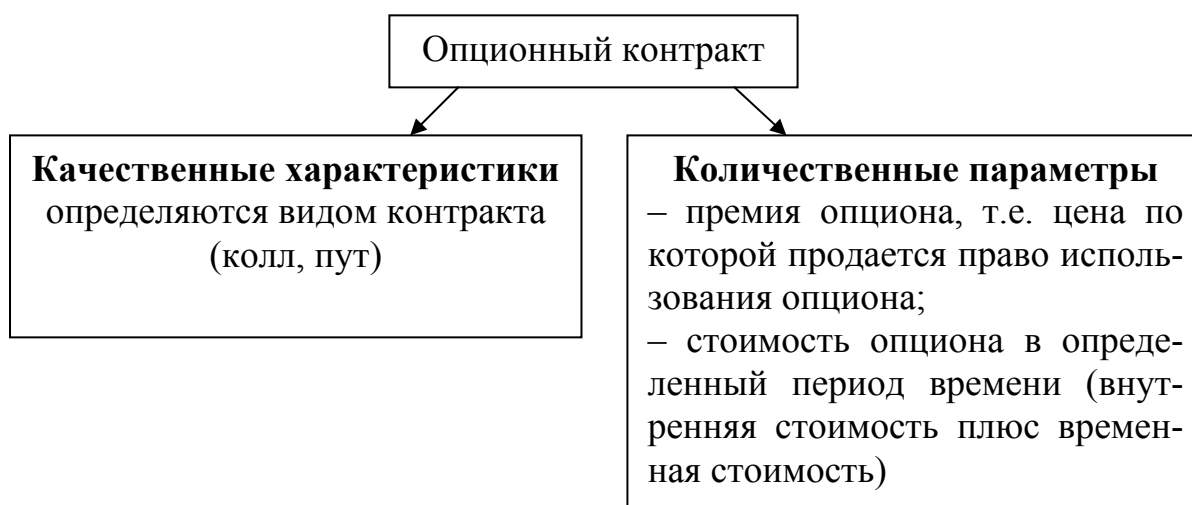 Опционный контракт
Качественные характеристики
определяются видом контракта
(колл, пут)
Количественные параметры
– премия опциона, т.е. цена по
которой продается право исполь-
зования опциона;
– стоимость опциона в опреде-
ленный период времени (внут-
ренняя стоимость плюс времен-
ная стоимость)